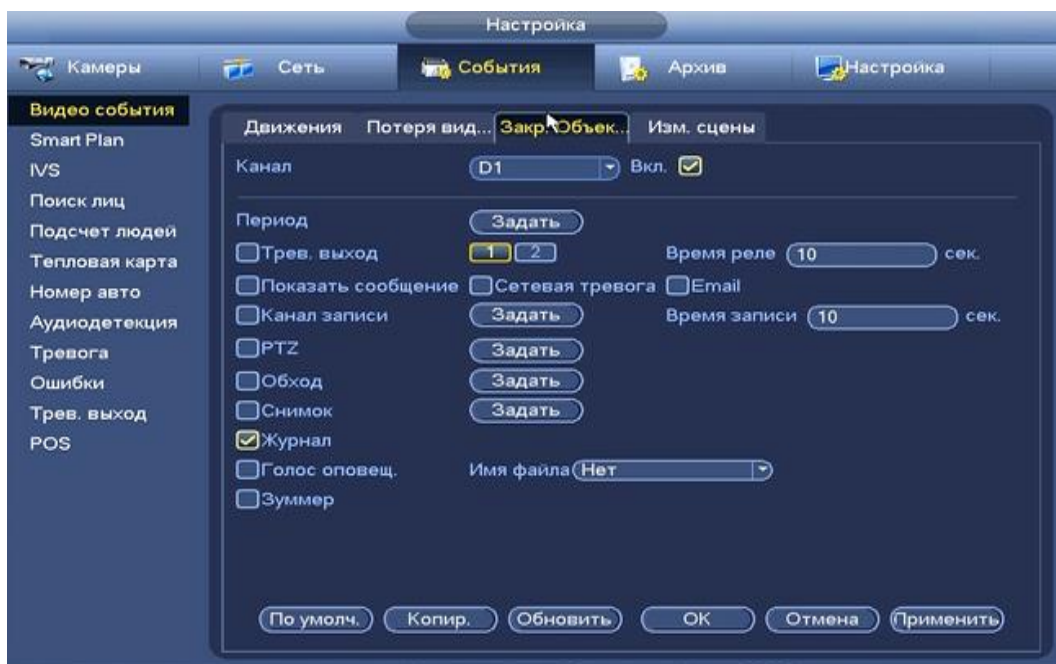 Настройка
Камеры Сеть События Архив Настройка
Видео события
Smart Plan
IVS
Поиск лиц
Подсчет людей
Тепловая карта
Номер авто
Аудиодетекция
Тревога
Ошибки
Трев. выход
POS
Движения Потеря вид... Закр. Объек... Изм. сцены
Канал D1 Вкл.
Период Задать
Трев. выход 1 2 Время реле 10 сек.
Показать сообщение Сетевая тревога Email
Канал записи Задать Время записи 10 сек.
PTZ Задать
Обход Задать
Снимок Задать
Журнал
Голос оповещ. Имя файла Нет
Зуммер
По умолч. Копир. Обновить OK Отмена Применить